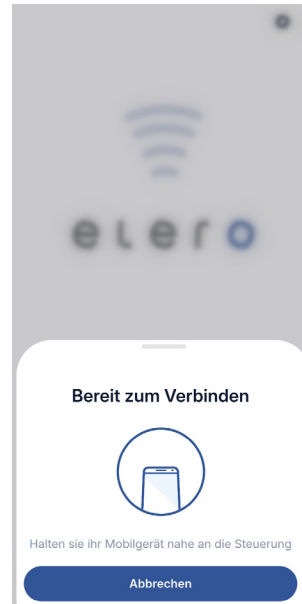 elero
Bereit zum Verbinden
Halten sie ihr Mobilgerät nahe an die Steuerung
Abbrechen